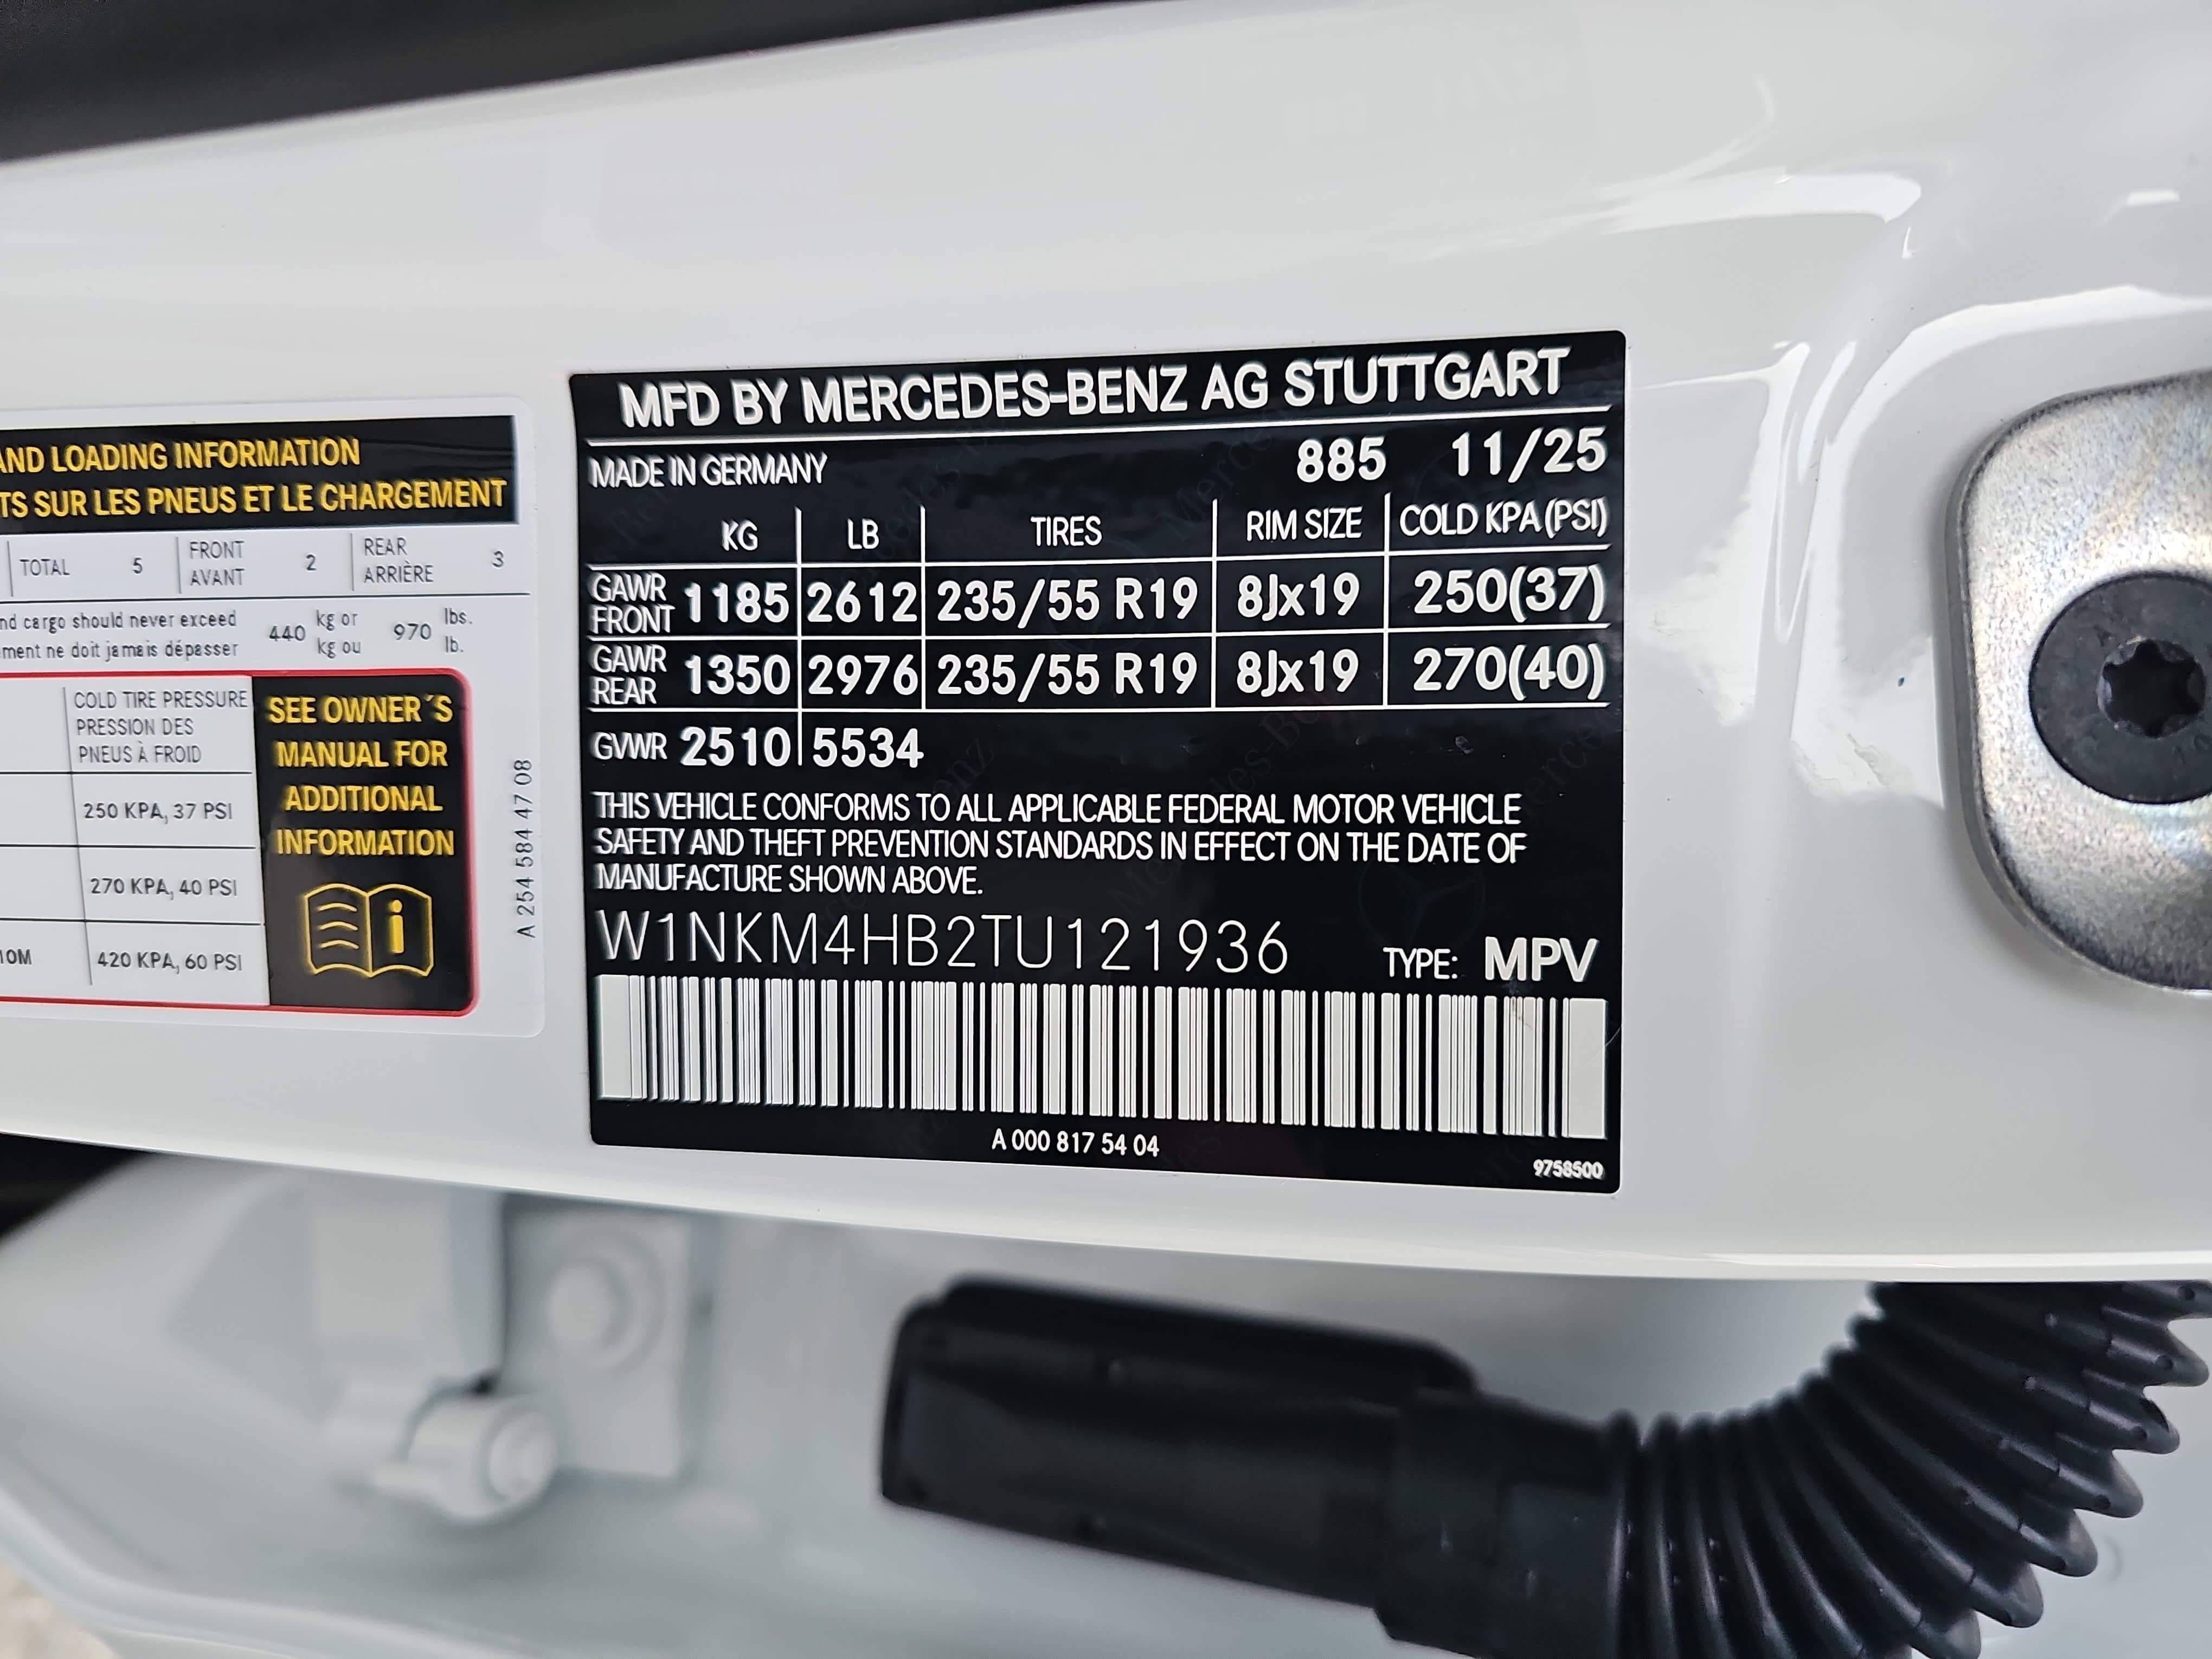 AND LOADING INFORMATION
TS SUR LES PNEUS ET LE CHARGEMENT
TOTAL 5 FRONT AVANT 2 REAR ARRIÈRE 3
nd cargo should never exceed 440 kg or 970 lbs.
ment ne doit jamais dépasser kg ou lb.
COLD TIRE PRESSURE
PRESSION DES
PNEUS À FROID
250 KPA, 37 PSI
270 KPA, 40 PSI
420 KPA, 60 PSI
SEE OWNER´S
MANUAL FOR
ADDITIONAL
INFORMATION
A 254 584 47 08
MFD BY MERCEDES-BENZ AG STUTTGART
MADE IN GERMANY 885 11/25
KG LB TIRES RIM SIZE COLD KPA (PSI)
GAWR FRONT 1185 2612 235/55 R19 8Jx19 250(37)
GAWR REAR 1350 2976 235/55 R19 8Jx19 270(40)
GVWR 2510 5534
THIS VEHICLE CONFORMS TO ALL APPLICABLE FEDERAL MOTOR VEHICLE
SAFETY AND THEFT PREVENTION STANDARDS IN EFFECT ON THE DATE OF
MANUFACTURE SHOWN ABOVE.
W1NKM4HB2TU121936 TYPE: MPV
A 000 817 54 04
9758500